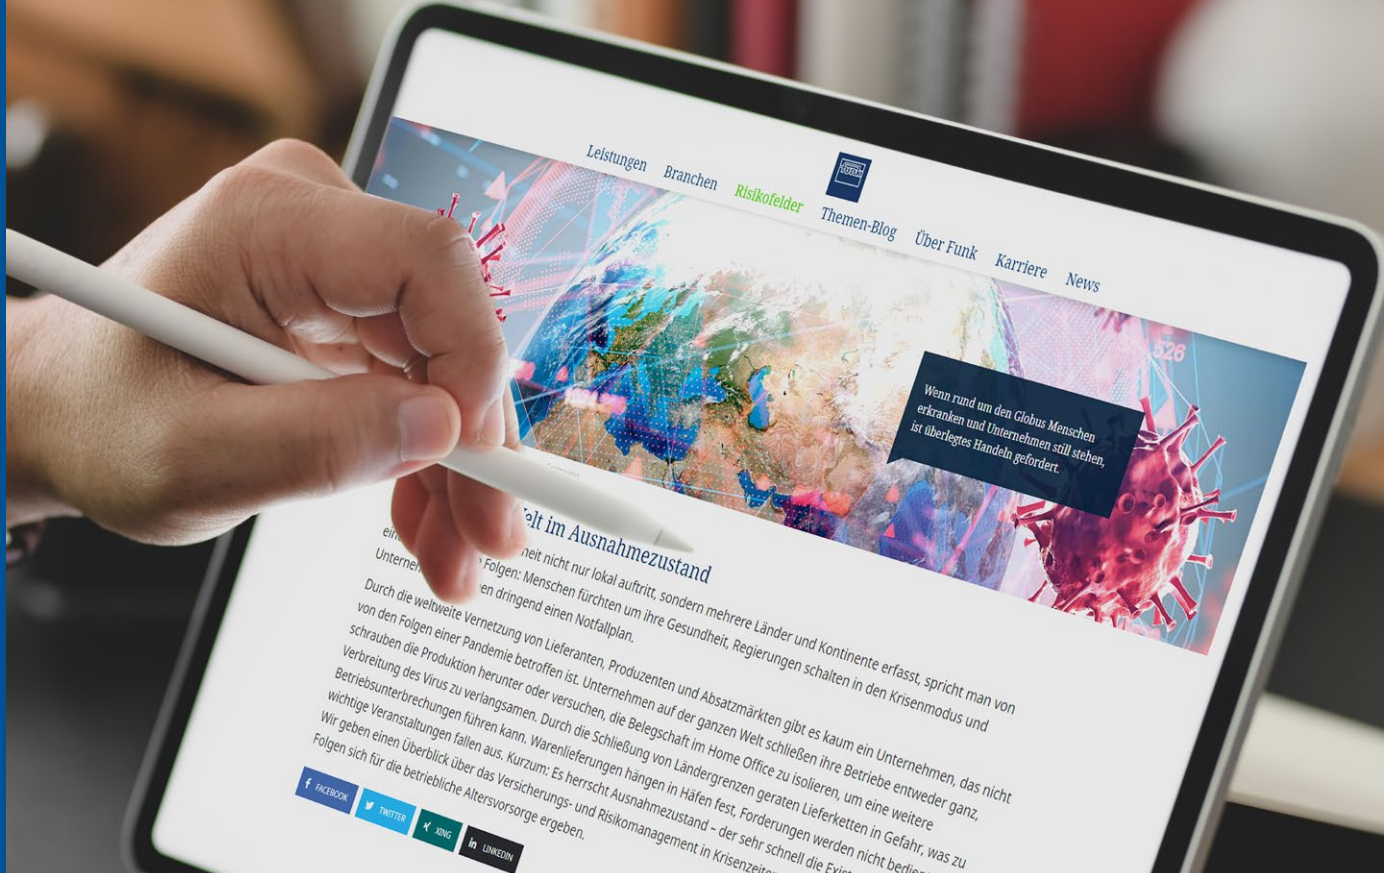 Leistungen Branchen Risikofelder Themen-Blog Über Funk Karriere News
526
Wenn rund um den Globus Menschen
erkranken und Unternehmen still stehen,
ist überlegtes Handeln gefordert.
im Ausnahmezustand
nicht nur lokal auftritt, sondern mehrere Länder und Kontinente erfasst, spricht man von
Folgen: Menschen fürchten um ihre Gesundheit, Regierungen schalten in den Krisenmodus und
dringend einen Notfallplan.
Durch die weltweite Vernetzung von Lieferanten, Produzenten und Absatzmärkten gibt es kaum ein Unternehmen, das nicht
von den Folgen einer Pandemie betroffen ist. Unternehmen auf der ganzen Welt schließen ihre Betriebe entweder ganz,
schrauben die Produktion herunter oder versuchen, die Belegschaft im Home Office zu isolieren, um eine weitere
Verbreitung des Virus zu verlangsamen. Durch die Schließung von Ländergrenzen geraten Lieferketten in Gefahr, was zu
Betriebsunterbrechungen führen kann. Warenlieferungen hängen in Häfen fest, Forderungen werden nicht
wichtige Veranstaltungen fallen aus. Kurzum: Es herrscht Ausnahmezustand – der sehr schnell die
Wir geben einen Überblick über das Versicherungs- und Risikomanagement in
Folgen sich für die betriebliche Altersvorsorge ergeben.
FACEBOOK TWITTER XING LINKEDIN